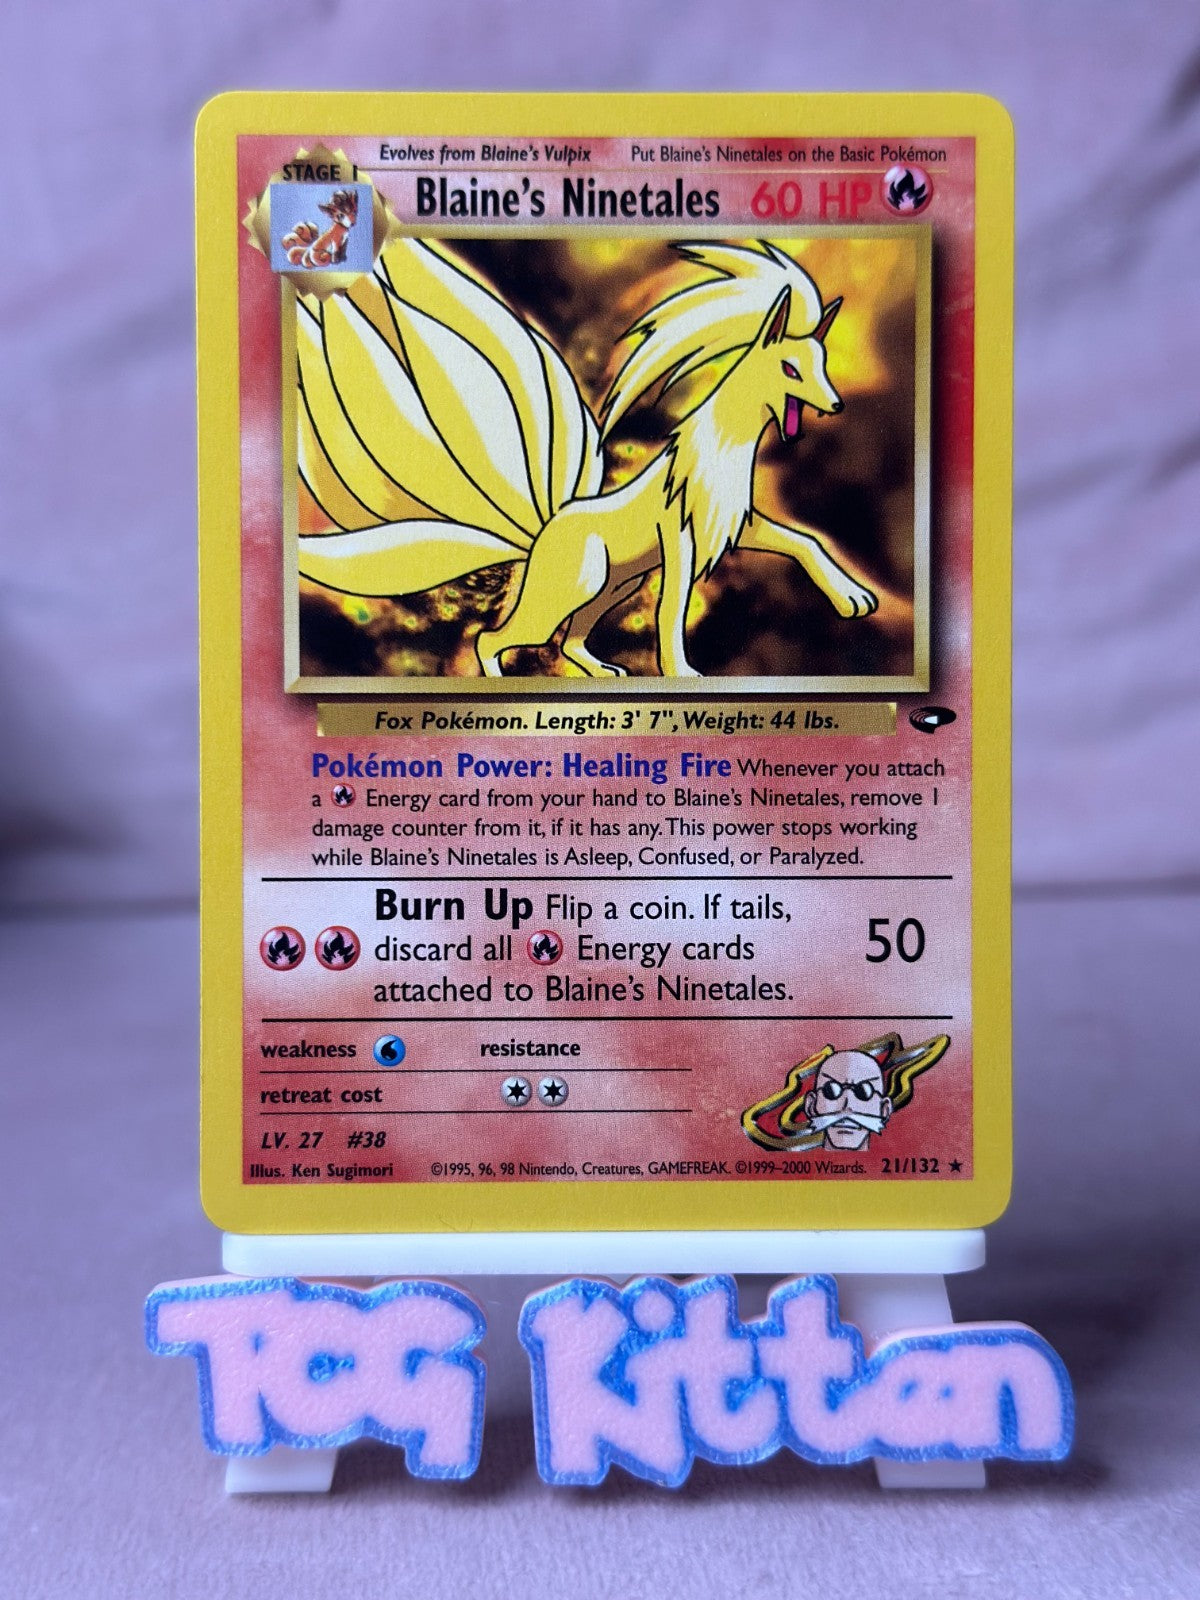 Evolves from Blaine's Vulpix Put Blaine's Ninetales on the Basic Pokémon
STAGE 1
Blaine's Ninetales 60 HP
Fox Pokémon. Length: 3' 7", Weight: 44 lbs.
Pokémon Power: Healing Fire Whenever you attach
a Energy card from your hand to Blaine's Ninetales, remove 1
damage counter from it, if it has any. This power stops working
while Blaine's Ninetales is Asleep, Confused, or Paralyzed.
Burn Up Flip a coin. If tails,
discard all Energy cards
attached to Blaine's Ninetales.
50
weakness resistance
retreat cost
LV. 27 #38
Illus. Ken Sugimori ©1995, 96, 98 Nintendo, Creatures, GAMEFREAK. ©1999–2000 Wizards. 21/132 ★
TCG Kitten